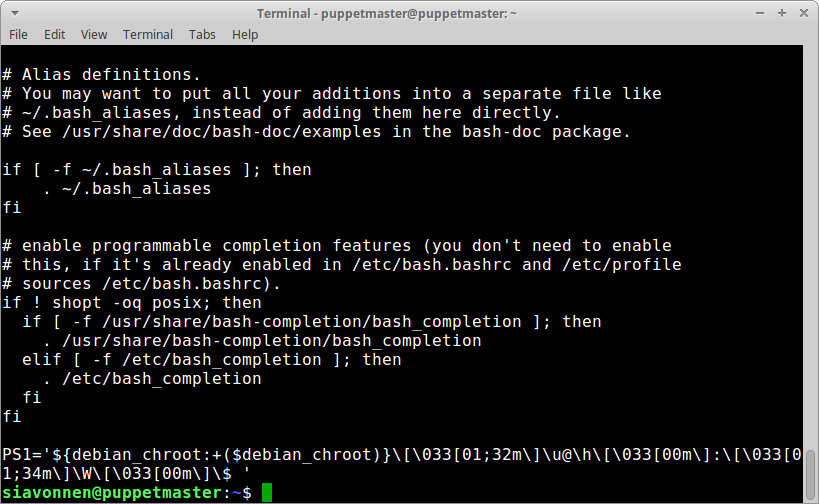 Terminal - puppetmaster@puppetmaster: ~
File Edit View Terminal Tabs Help
# Alias definitions.
# You may want to put all your additions into a separate file like
# ~/.bash_aliases, instead of adding them here directly.
# See /usr/share/doc/bash-doc/examples in the bash-doc package.

if [ -f ~/.bash_aliases ]; then
    . ~/.bash_aliases
fi

# enable programmable completion features (you don't need to enable
# this, if it's already enabled in /etc/bash.bashrc and /etc/profile
# sources /etc/bash.bashrc).
if ! shopt -oq posix; then
  if [ -f /usr/share/bash-completion/bash_completion ]; then
    . /usr/share/bash-completion/bash_completion
  elif [ -f /etc/bash_completion ]; then
    . /etc/bash_completion
  fi
fi

PS1='${debian_chroot:+($debian_chroot)}\[\033[01;32m\]\u@\h\[\033[00m\]:\[\033[0
1;34m\]\W\[\033[00m\]\$ '
siavonnen@puppetmaster:~$